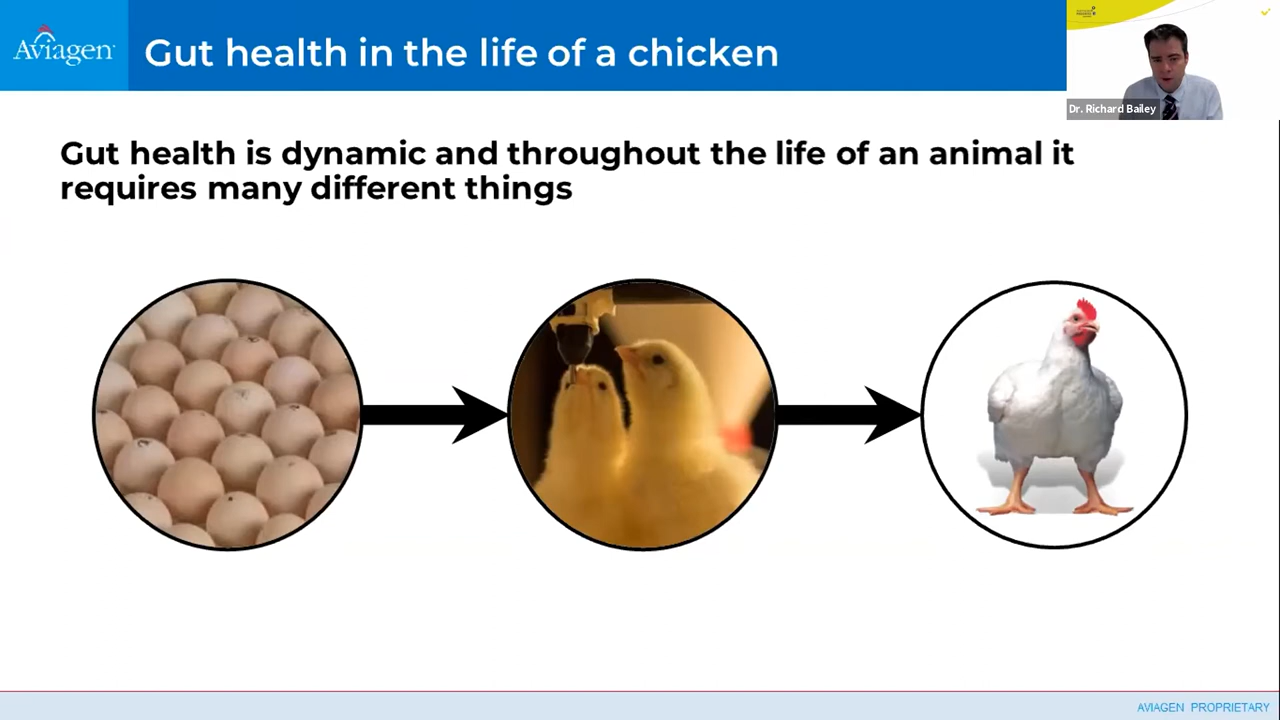 Aviagen
Gut health in the life of a chicken
Dr. Richard Bailey
Gut health is dynamic and throughout the life of an animal it
requires many different things
AVIAGEN PROPRIETARY